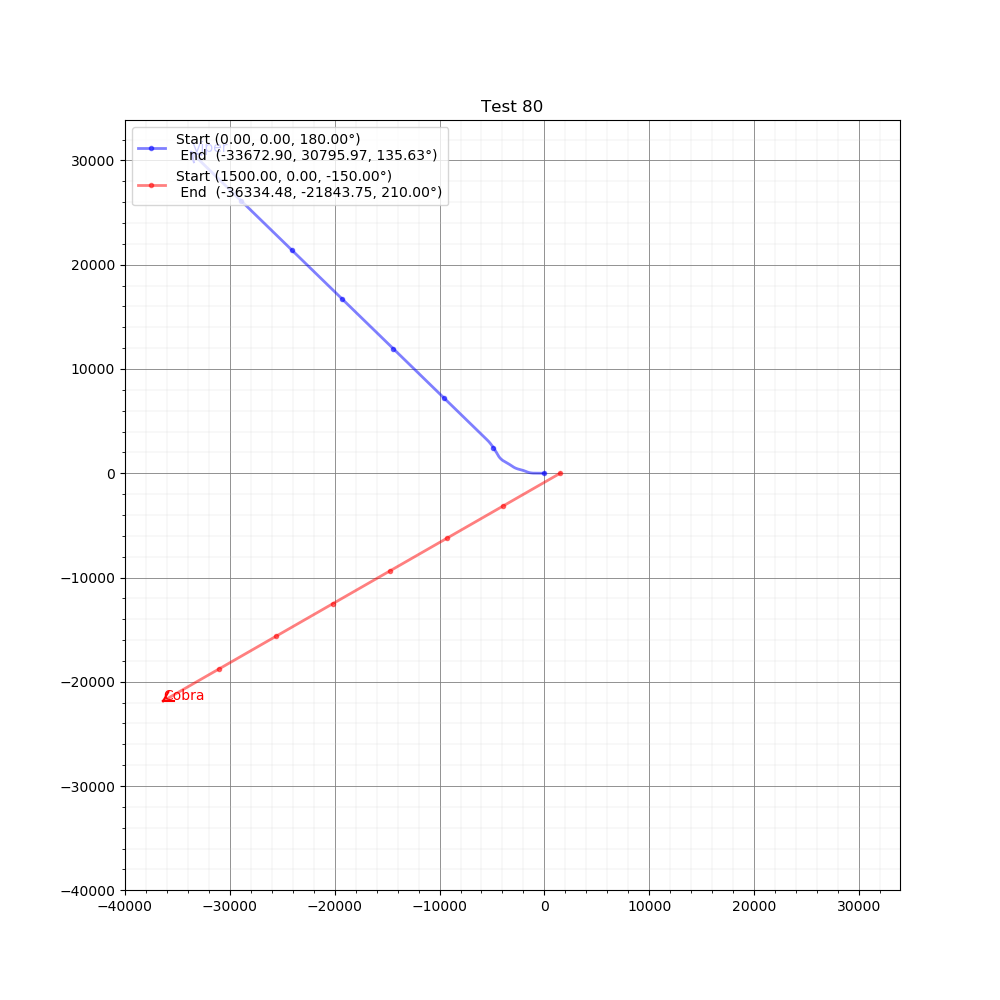 Test 80
Start (0.00, 0.00, 180.00°)
End (-33672.90, 30795.97, 135.63°)
Start (1500.00, 0.00, -150.00°)
End (-36334.48, -21843.75, 210.00°)
30000
20000
10000
0
−10000
−20000
−30000
−40000
Cobra
−40000 −30000 −20000 −10000 0 10000 20000 30000